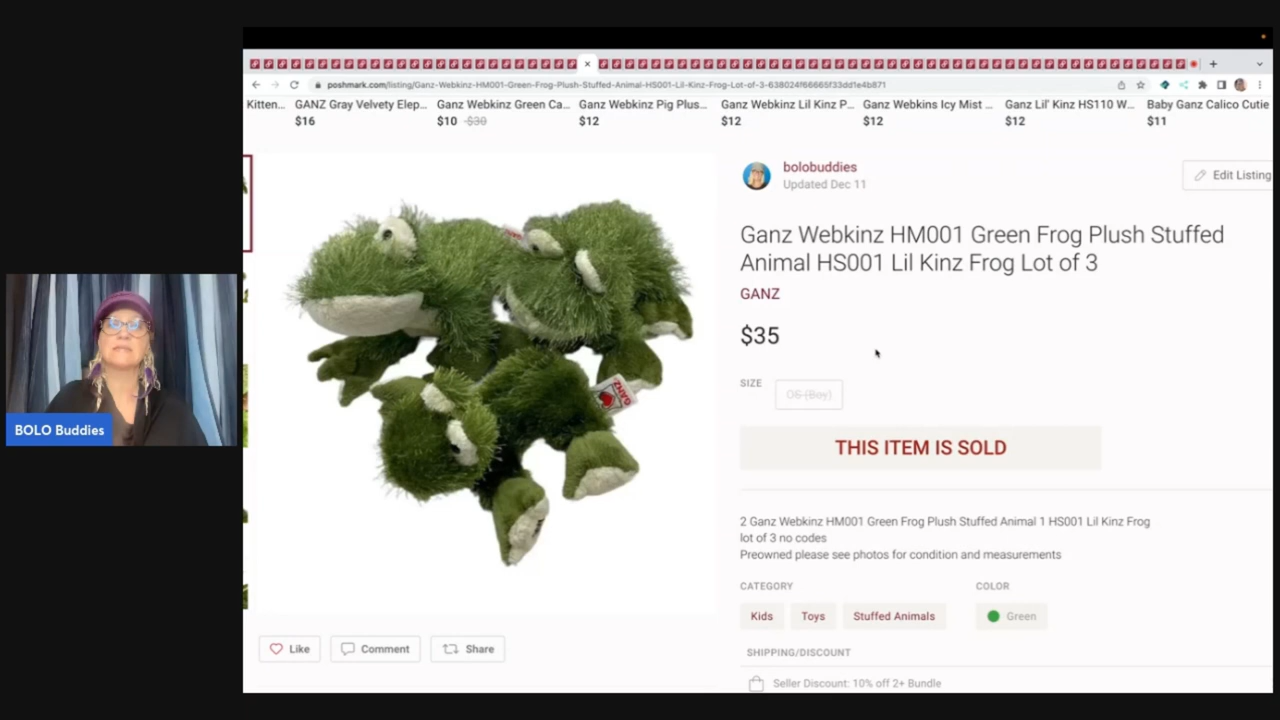 poshmark.com/listing/Ganz-Webkinz-HM001-Green-Frog-Plush-Stuffed-Animal-HS001-Lil-Kinz-Frog-Lot-of-3-638024f66665f33dd1e4b871
Kitten... GANZ Gray Velvety Elep... Ganz Webkinz Green Ca... Ganz Webkinz Pig Plus... Ganz Webkinz Lil Kinz P... Ganz Webkins Icy Mist ... Ganz Lil' Kinz HS110 W... Baby Ganz Calico Cutie
$16 $10 $30 $12 $12 $12 $12 $11
bolobuddies
Updated Dec 11
Edit Listing
Ganz Webkinz HM001 Green Frog Plush Stuffed
Animal HS001 Lil Kinz Frog Lot of 3
GANZ
$35
SIZE
OS (Boy)
THIS ITEM IS SOLD
2 Ganz Webkinz HM001 Green Frog Plush Stuffed Animal 1 HS001 Lil Kinz Frog
lot of 3 no codes
Preowned please see photos for condition and measurements
CATEGORY COLOR
Kids Toys Stuffed Animals Green
SHIPPING/DISCOUNT
Seller Discount: 10% off 2+ Bundle
Like Comment Share
GANZ
BOLO Buddies